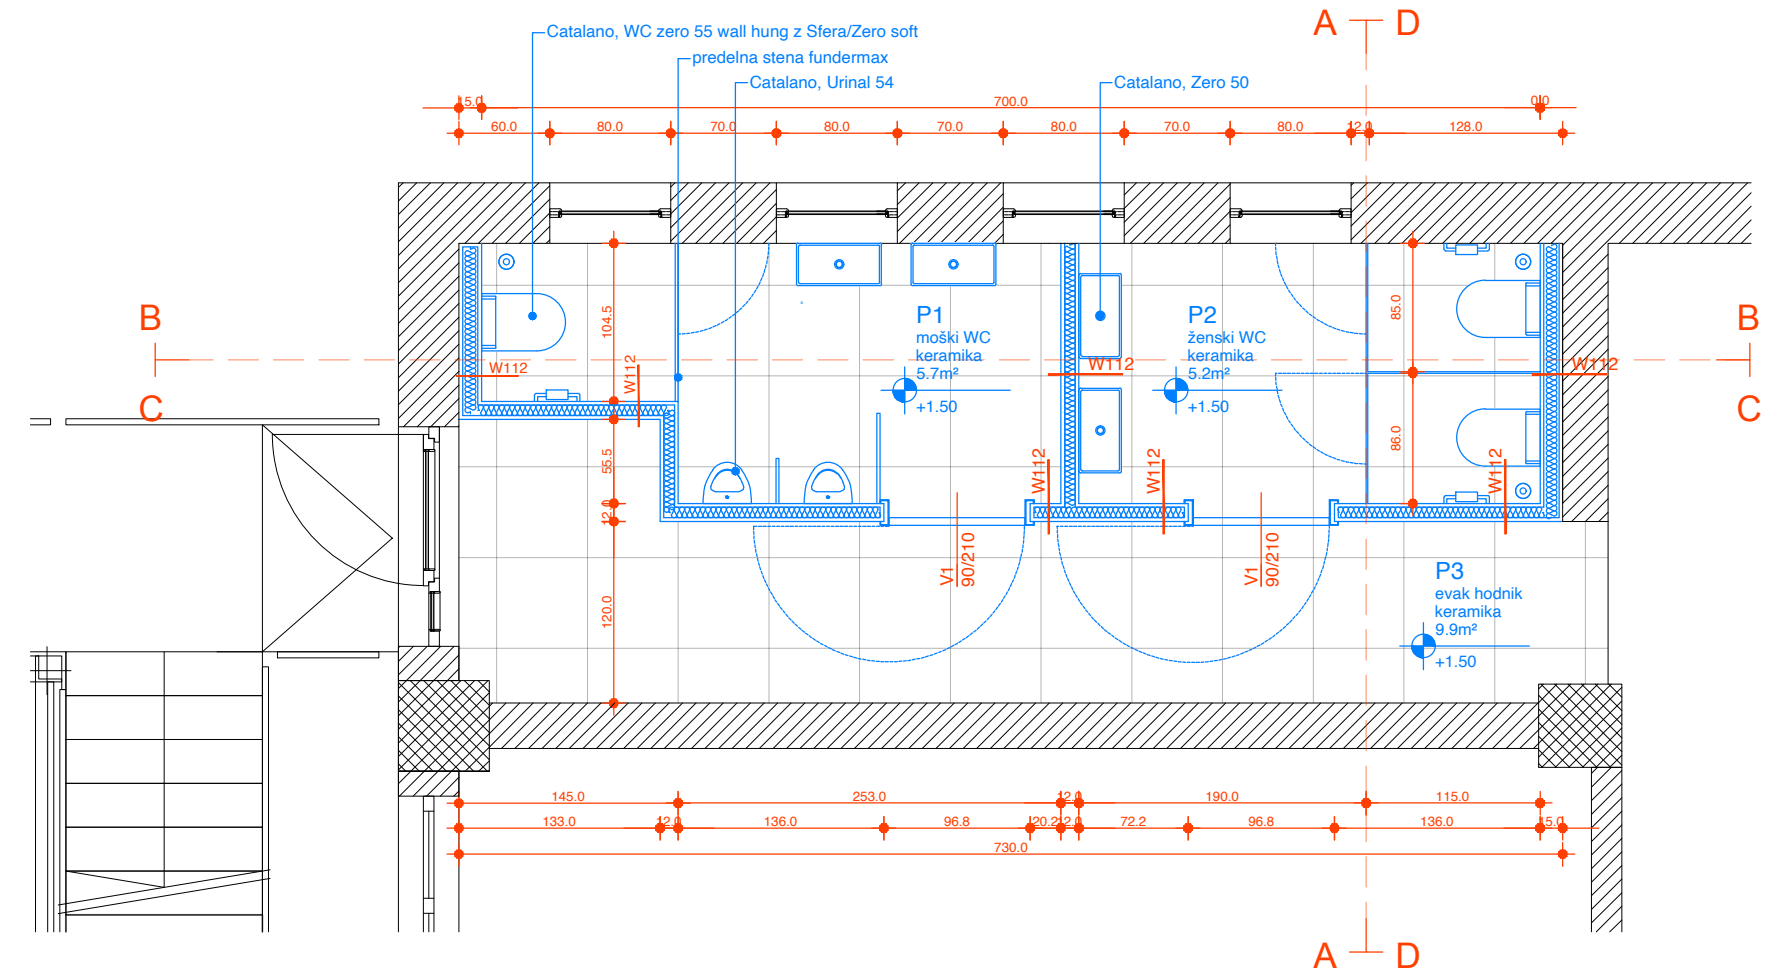 A D
Catalano, WC zero 55 wall hung z Sfera/Zero soft
predelna stena fundermax
Catalano, Urinal 54
Catalano, Zero 50
15.0 700.0
60.0 80.0 70.0 80.0 70.0 80.0 70.0 80.0 12.0 128.0
B B
C C
104.5
55.5
12.0
120.0
85.0
86.0
W112
W112
W112
W112
W112
W112
W112
P1
moški WC
keramika
5.7m²
+1.50
P2
ženski WC
keramika
5.2m²
+1.50
V1
90/210
V1
90/210
P3
evak hodnik
keramika
9.9m²
+1.50
145.0 253.0 12.0 190.0 115.0
133.0 12.0 136.0 96.8 20.2 12.0 72.2 96.8 136.0 15.0
730.0
A D